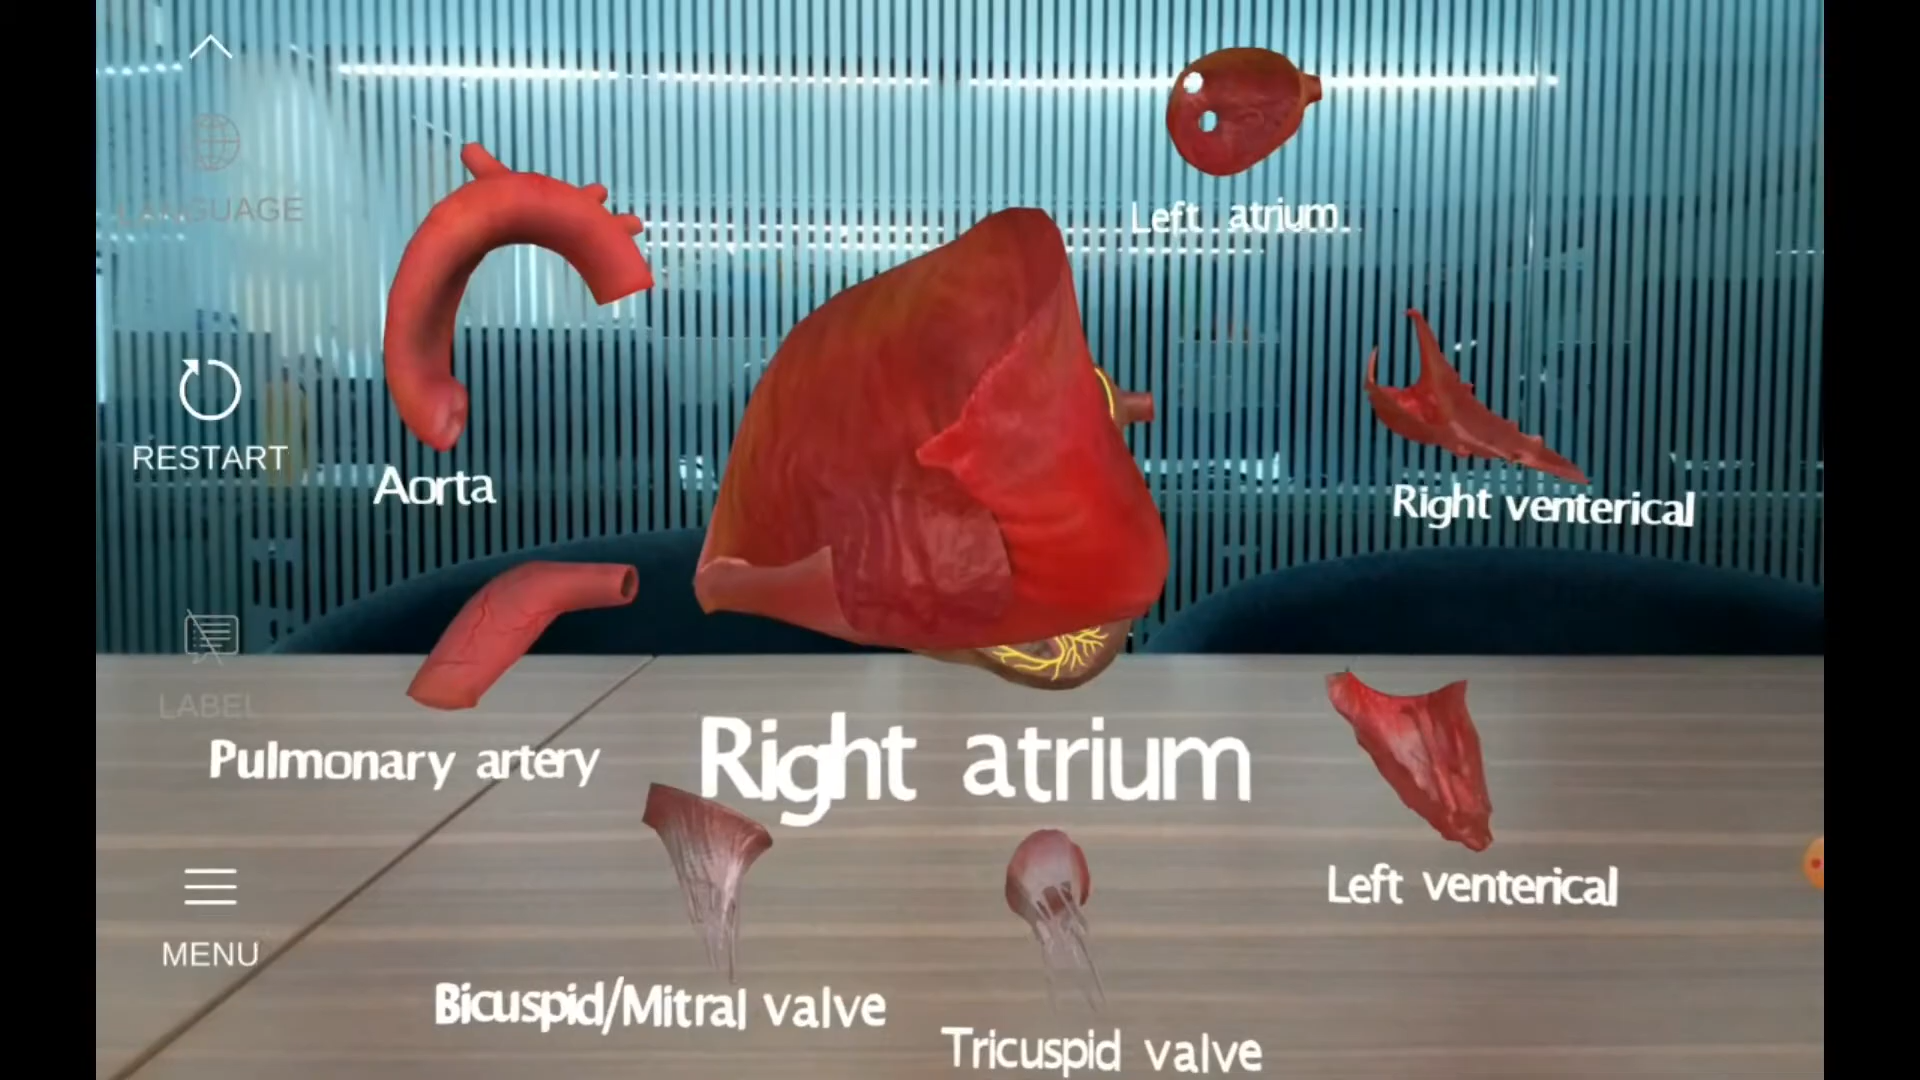 LANGUAGE
Left atrium
RESTART
Aorta
Right venterical
LABEL
Pulmonary artery
Right atrium
Left venterical
MENU
Bicuspid/Mitral valve
Tricuspid valve